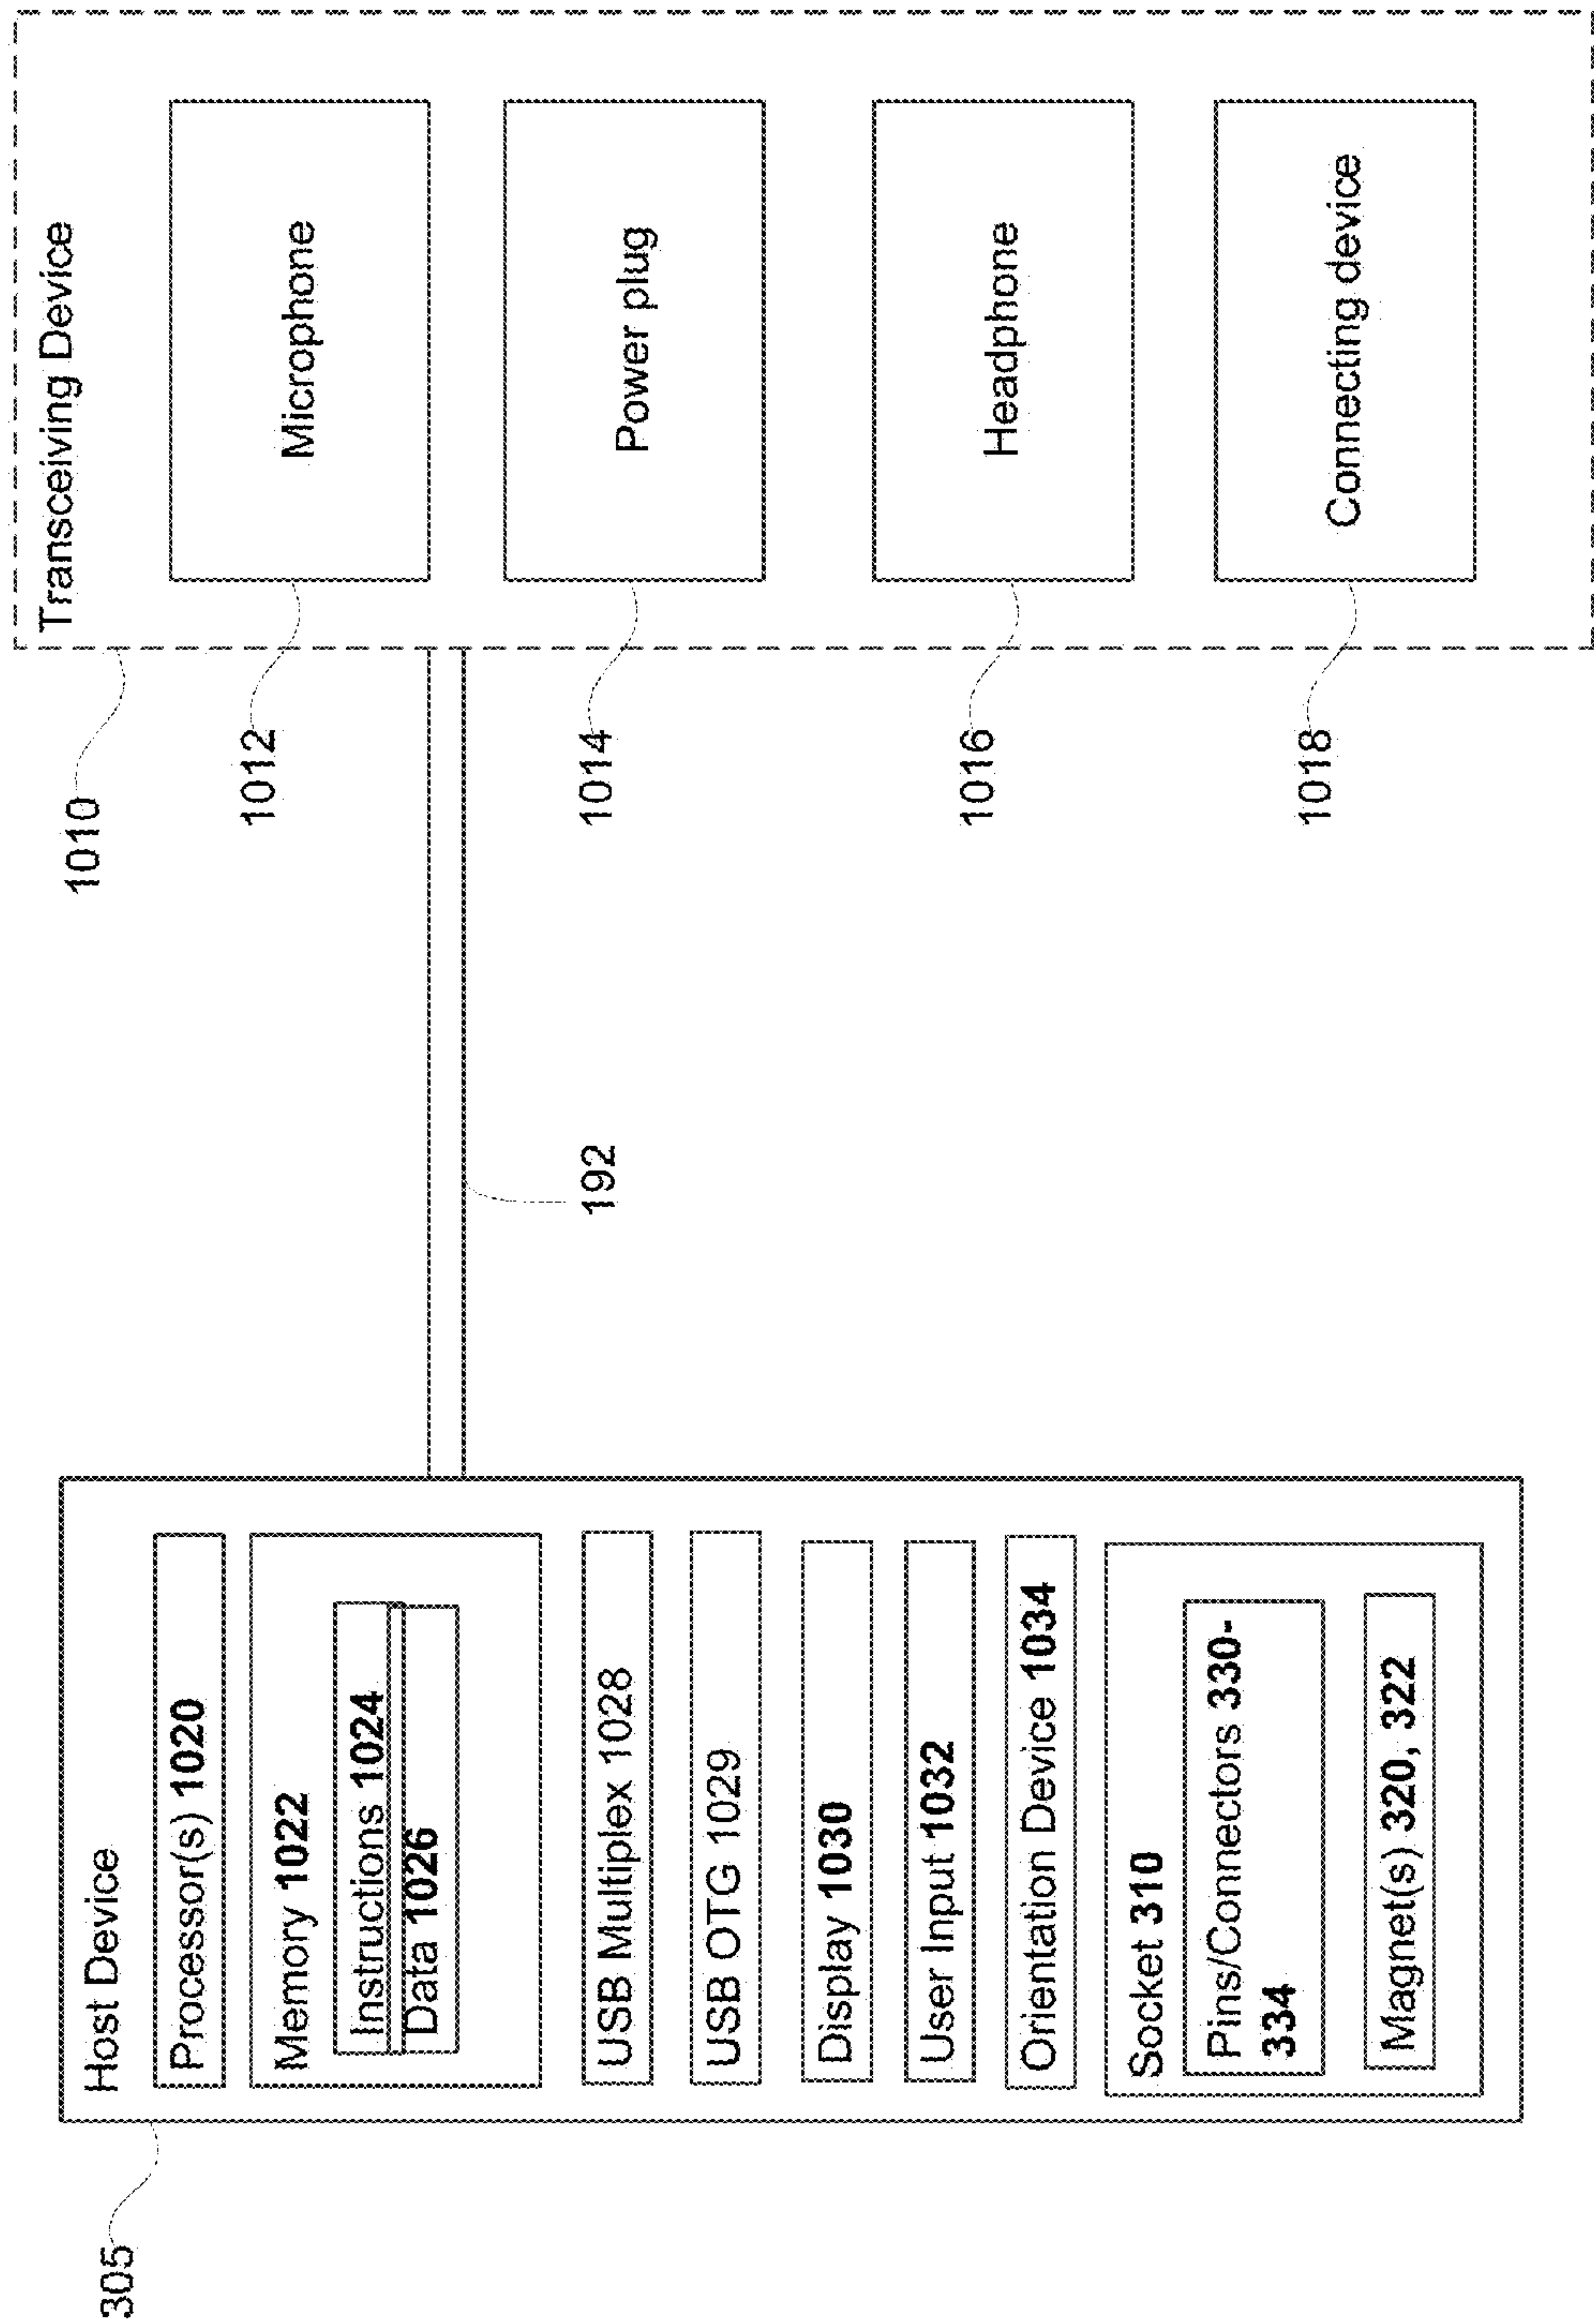 305
Host Device
Processor(s) 1020
Memory 1022
Instructions 1024
Data 1026
USB Multiplex 1028
USB OTG 1029
Display 1030
User Input 1032
Orientation Device 1034
Socket 310
Pins/Connectors 330-
334
Magnet(s) 320, 322
192
1010
Transceiving Device
1012
Microphone
1014
Power plug
1016
Headphone
1018
Connecting device